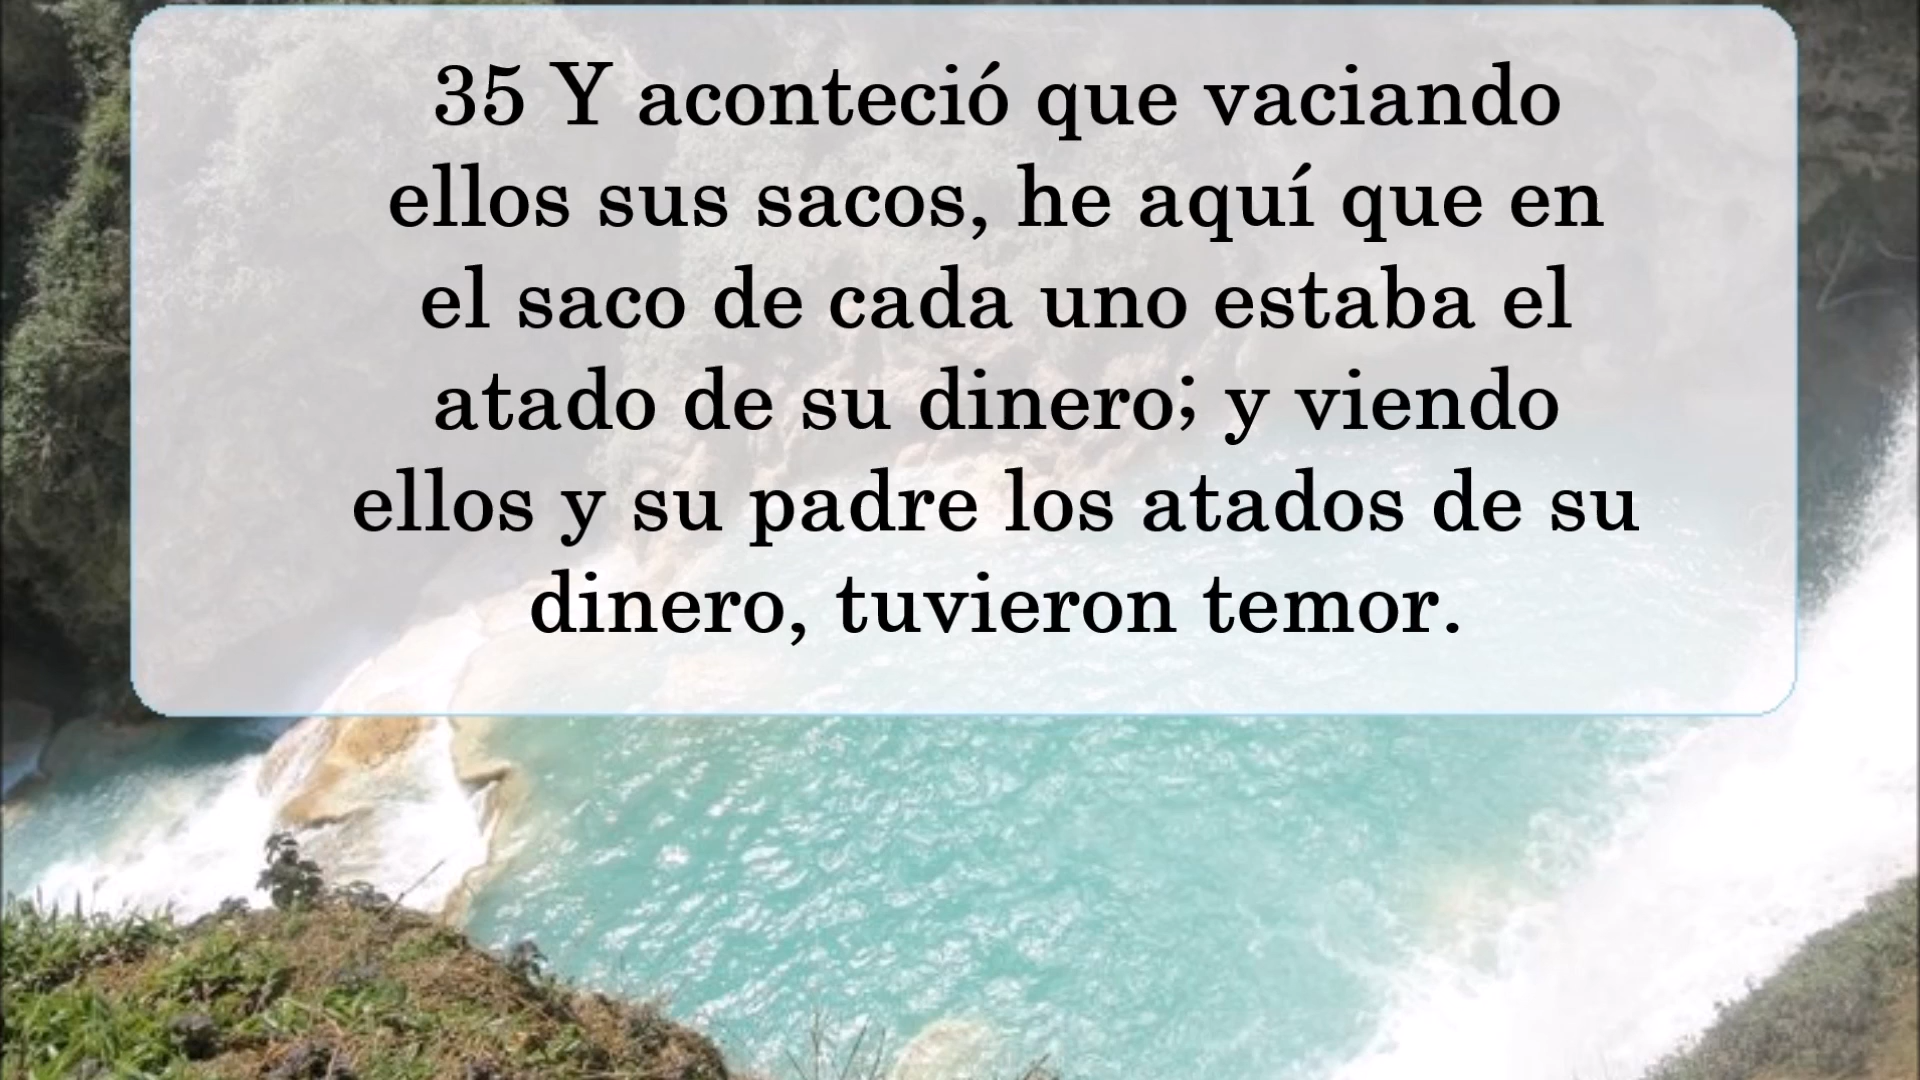 35 Y aconteció que vaciando
ellos sus sacos, he aquí que en
el saco de cada uno estaba el
atado de su dinero; y viendo
ellos y su padre los atados de su
dinero, tuvieron temor.